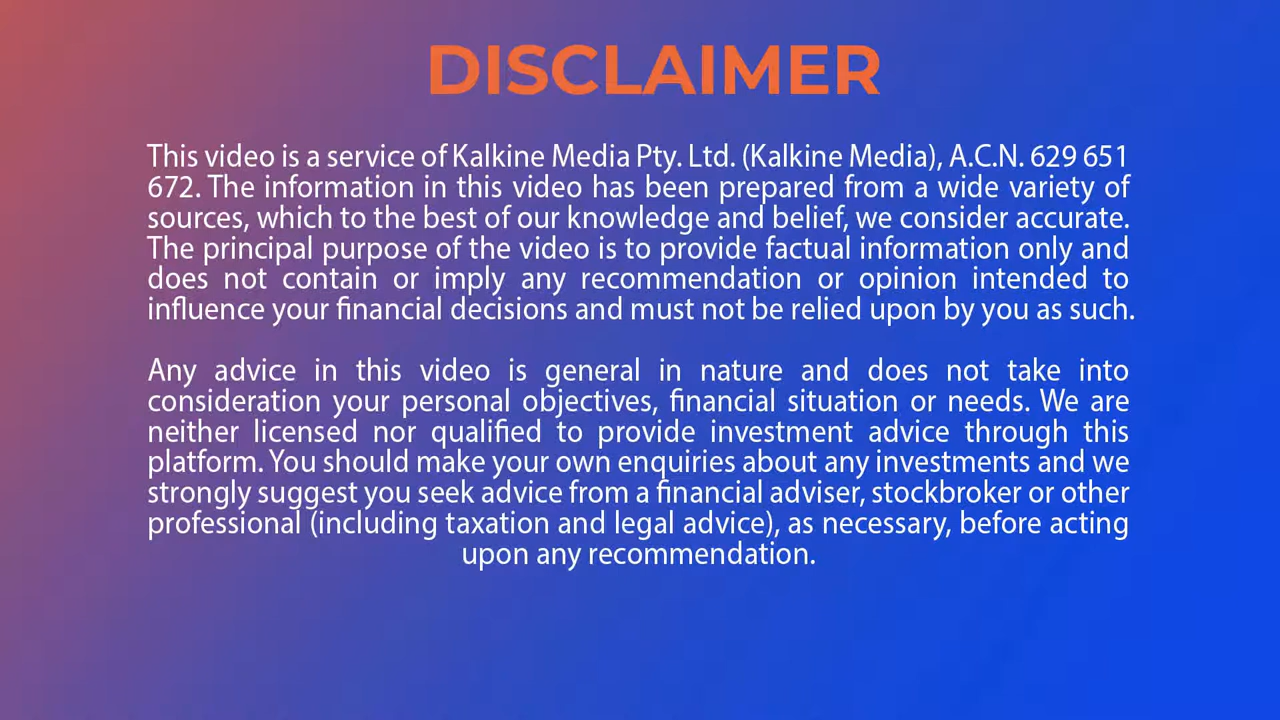 DISCLAIMER
This video is a service of Kalkine Media Pty. Ltd. (Kalkine Media), A.C.N. 629 651
672. The information in this video has been prepared from a wide variety of
sources, which to the best of our knowledge and belief, we consider accurate.
The principal purpose of the video is to provide factual information only and
does not contain or imply any recommendation or opinion intended to
influence your financial decisions and must not be relied upon by you as such.
Any advice in this video is general in nature and does not take into
consideration your personal objectives, financial situation or needs. We are
neither licensed nor qualified to provide investment advice through this
platform. You should make your own enquiries about any investments and we
strongly suggest you seek advice from a financial adviser, stockbroker or other
professional (including taxation and legal advice), as necessary, before acting
upon any recommendation.